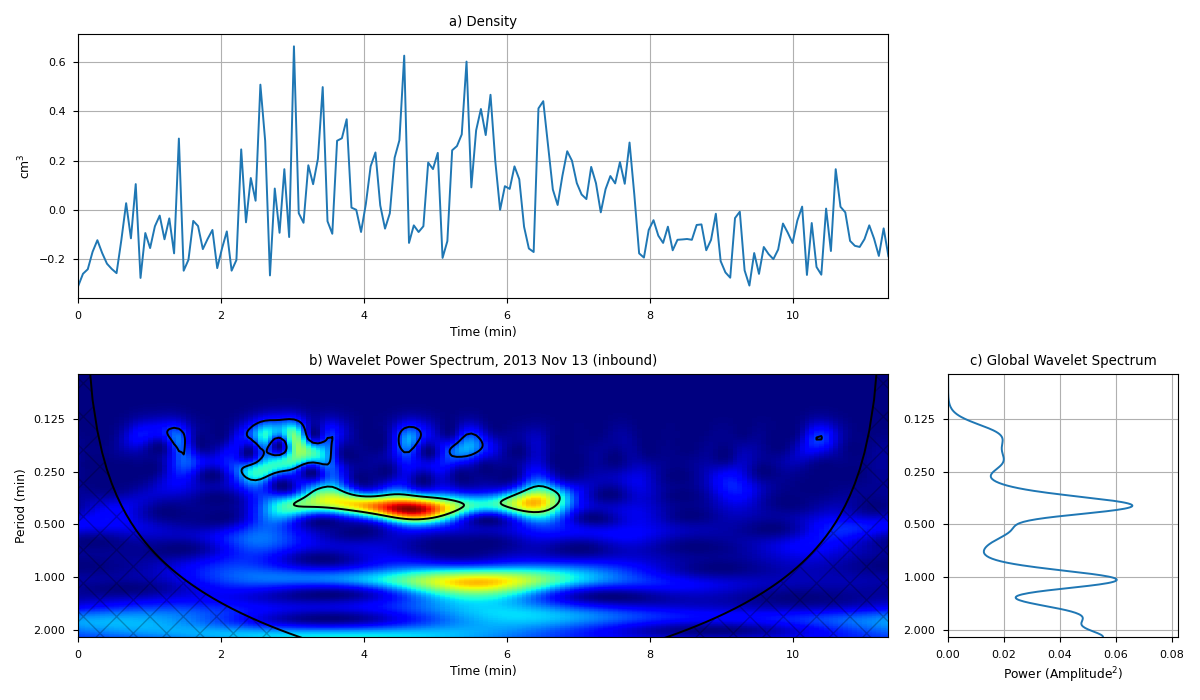 a) Density
0.6
0.4
0.2
0.0
−0.2
cm³
0 2 4 6 8 10
Time (min)
b) Wavelet Power Spectrum, 2013 Nov 13 (inbound)
0.125
0.250
0.500
1.000
2.000
Period (min)
0 2 4 6 8 10
Time (min)
c) Global Wavelet Spectrum
0.125
0.250
0.500
1.000
2.000
0.00 0.02 0.04 0.06 0.08
Power (Amplitude²)